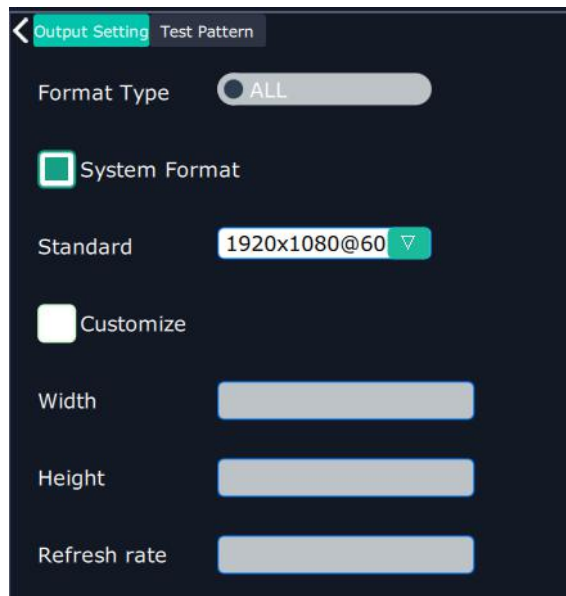 Output Setting Test Pattern
Format Type ALL
System Format
Standard 1920x1080@60
Customize
Width
Height
Refresh rate